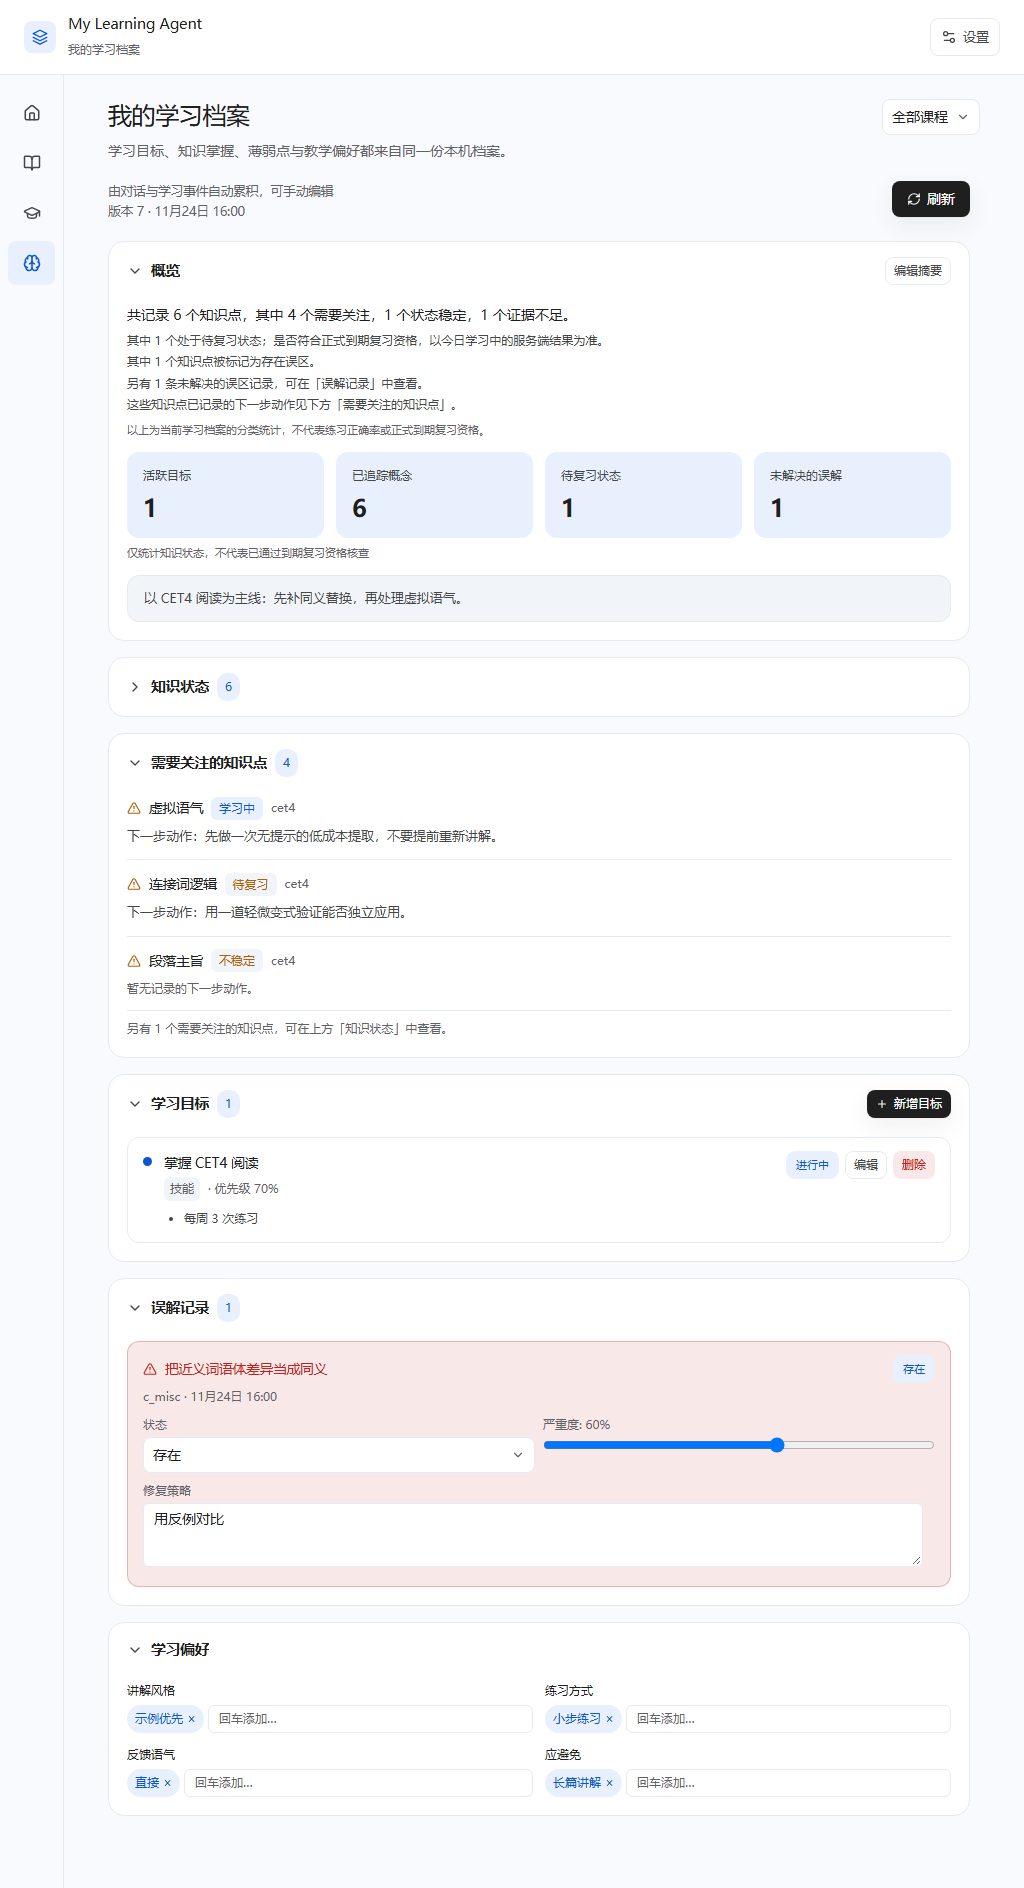 My Learning Agent
我的学习档案
设置
我的学习档案
全部课程
学习目标、知识掌握、薄弱点与教学偏好都来自同一份本机档案。
由对话与学习事件自动累积，可手动编辑
版本 7 · 11月24日 16:00
刷新
概览
编辑摘要
共记录 6 个知识点，其中 4 个需要关注，1 个状态稳定，1 个证据不足。
其中 1 个处于待复习状态；是否符合正式到期复习资格，以今日学习中的服务端结果为准。
其中 1 个知识点被标记为存在误区。
另有 1 条未解决的误区记录，可在「误解记录」中查看。
这些知识点已记录的下一步动作见下方「需要关注的知识点」。
以上为当前学习档案的分类统计，不代表练习正确率或正式到期复习资格。
活跃目标
1
已追踪概念
6
待复习状态
1
未解决的误解
1
仅统计知识状态，不代表已通过到期复习资格核查
以 CET4 阅读为主线：先补同义替换，再处理虚拟语气。
知识状态 6
需要关注的知识点 4
虚拟语气 学习中 cet4
下一步动作：先做一次无提示的低成本提取，不要提前重新讲解。
连接词逻辑 待复习 cet4
下一步动作：用一道轻微变式验证能否独立应用。
段落主旨 不稳定 cet4
暂无记录的下一步动作。
另有 1 个需要关注的知识点，可在上方「知识状态」中查看。
学习目标 1
+ 新增目标
掌握 CET4 阅读
进行中 编辑 删除
技能 · 优先级 70%
• 每周 3 次练习
误解记录 1
把近义词语体差异当成同义
存在
c_misc · 11月24日 16:00
状态
存在
严重度: 60%
修复策略
用反例对比
学习偏好
讲解风格
示例优先 × 回车添加...
练习方式
小步练习 × 回车添加...
反馈语气
直接 × 回车添加...
应避免
长篇讲解 × 回车添加...